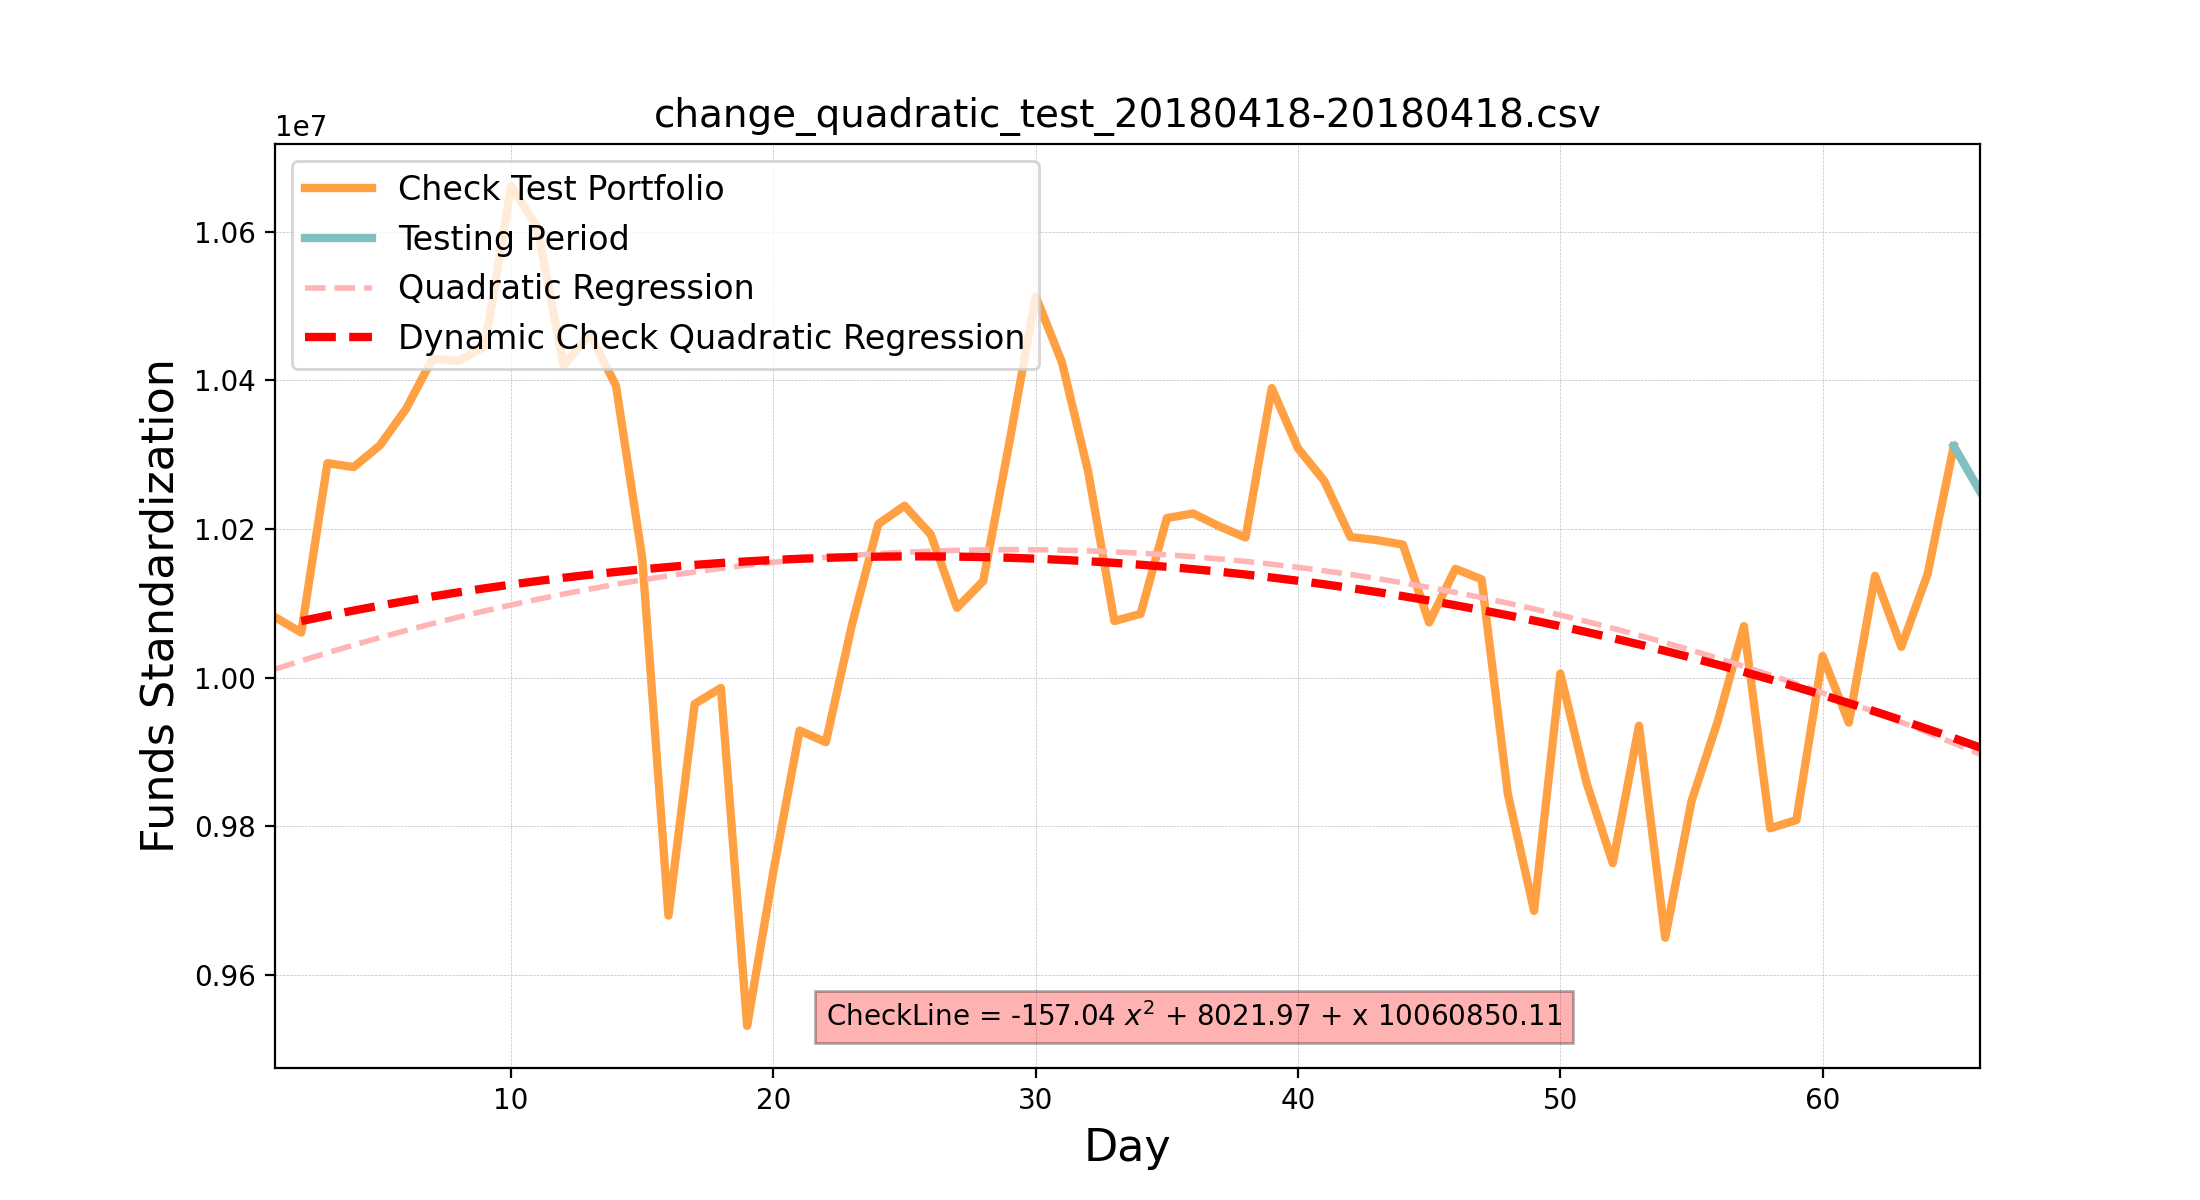 change_quadratic_test_20180418-20180418.csv
1e7
Check Test Portfolio
Testing Period
Quadratic Regression
Dynamic Check Quadratic Regression
1.06
1.04
1.02
1.00
0.98
0.96
Funds Standardization
CheckLine = -157.04 x² + 8021.97 + x 10060850.11
10 20 30 40 50 60
Day